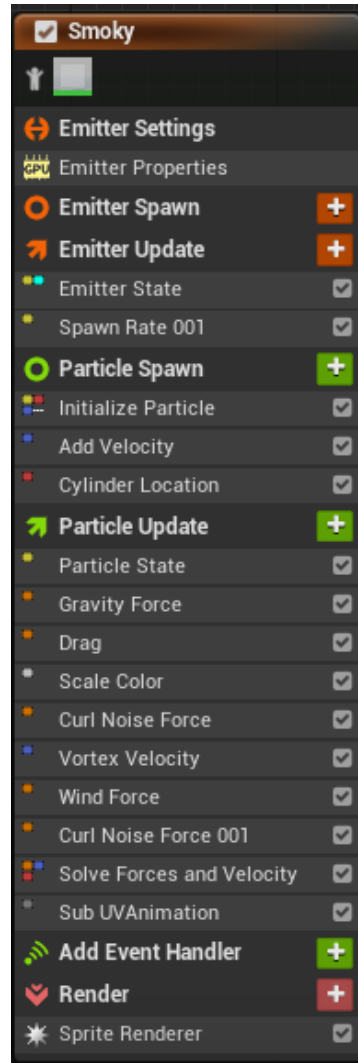 Smoky
Emitter Settings
GPU Emitter Properties
Emitter Spawn
Emitter Update
Emitter State
Spawn Rate 001
Particle Spawn
Initialize Particle
Add Velocity
Cylinder Location
Particle Update
Particle State
Gravity Force
Drag
Scale Color
Curl Noise Force
Vortex Velocity
Wind Force
Curl Noise Force 001
Solve Forces and Velocity
Sub UVAnimation
Add Event Handler
Render
Sprite Renderer